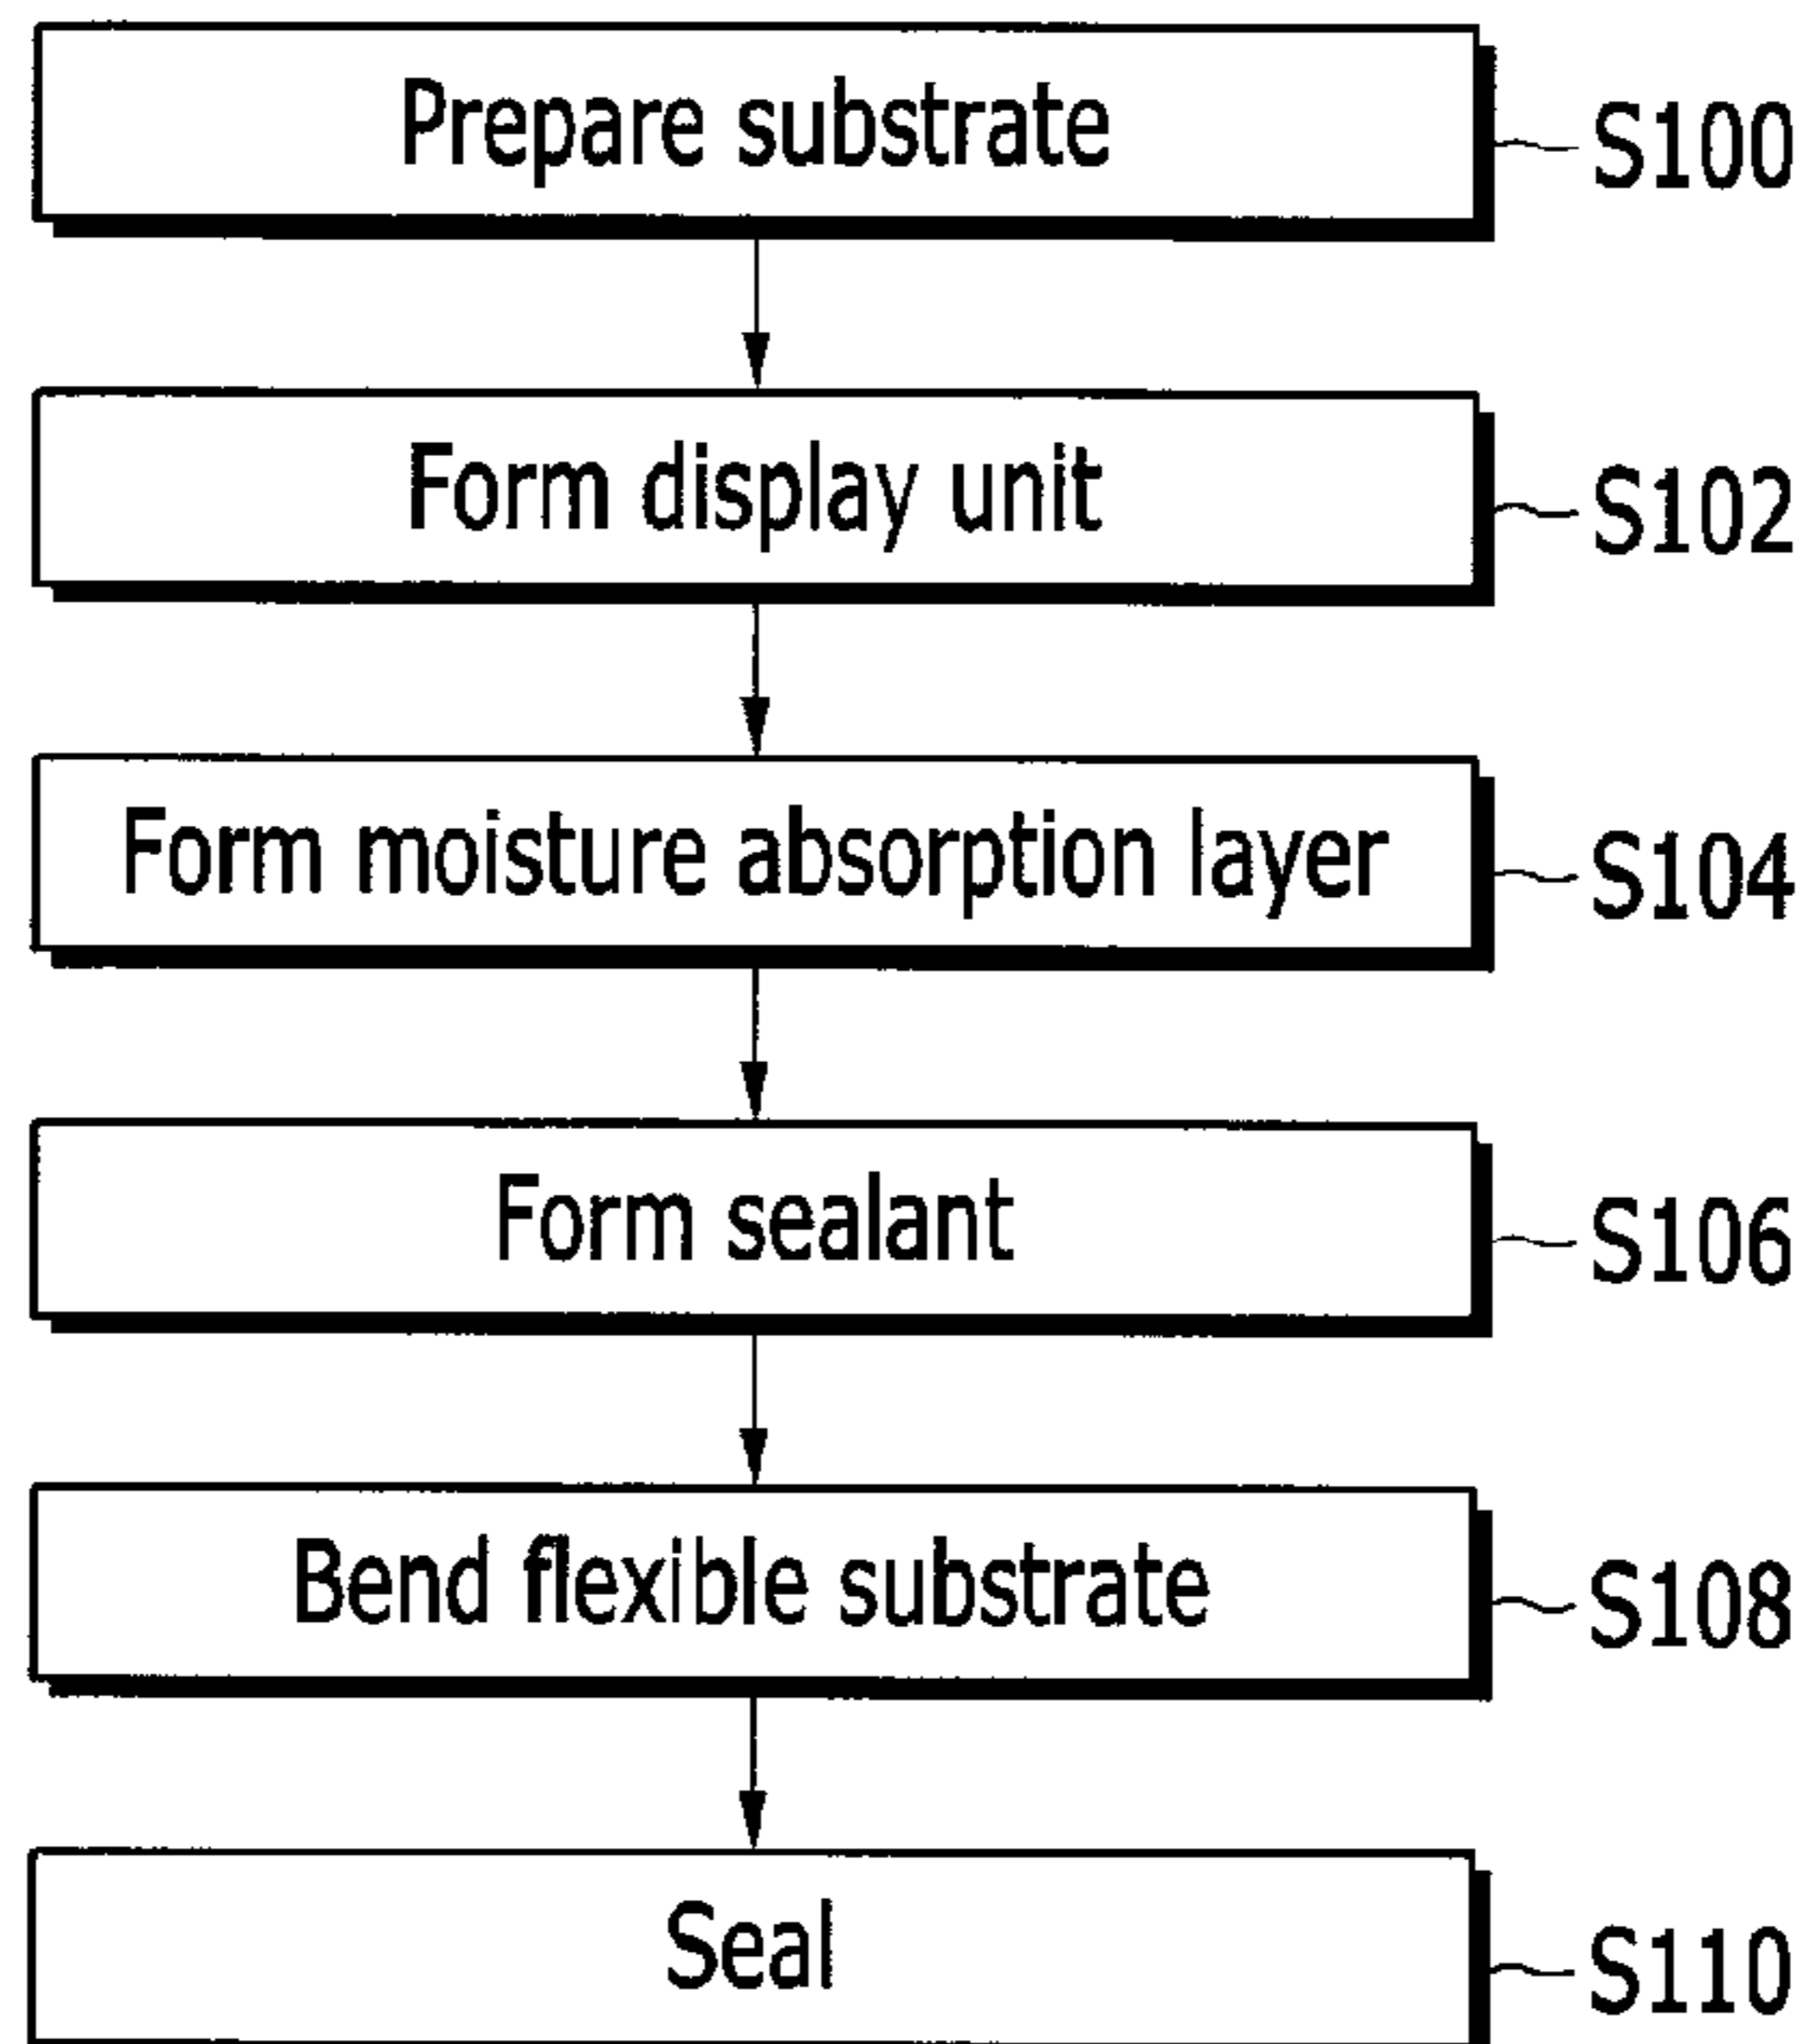 Prepare substrate
S100
Form display unit
S102
Form moisture absorption layer
S104
Form sealant
S106
Bend flexible substrate
S108
Seal
S110